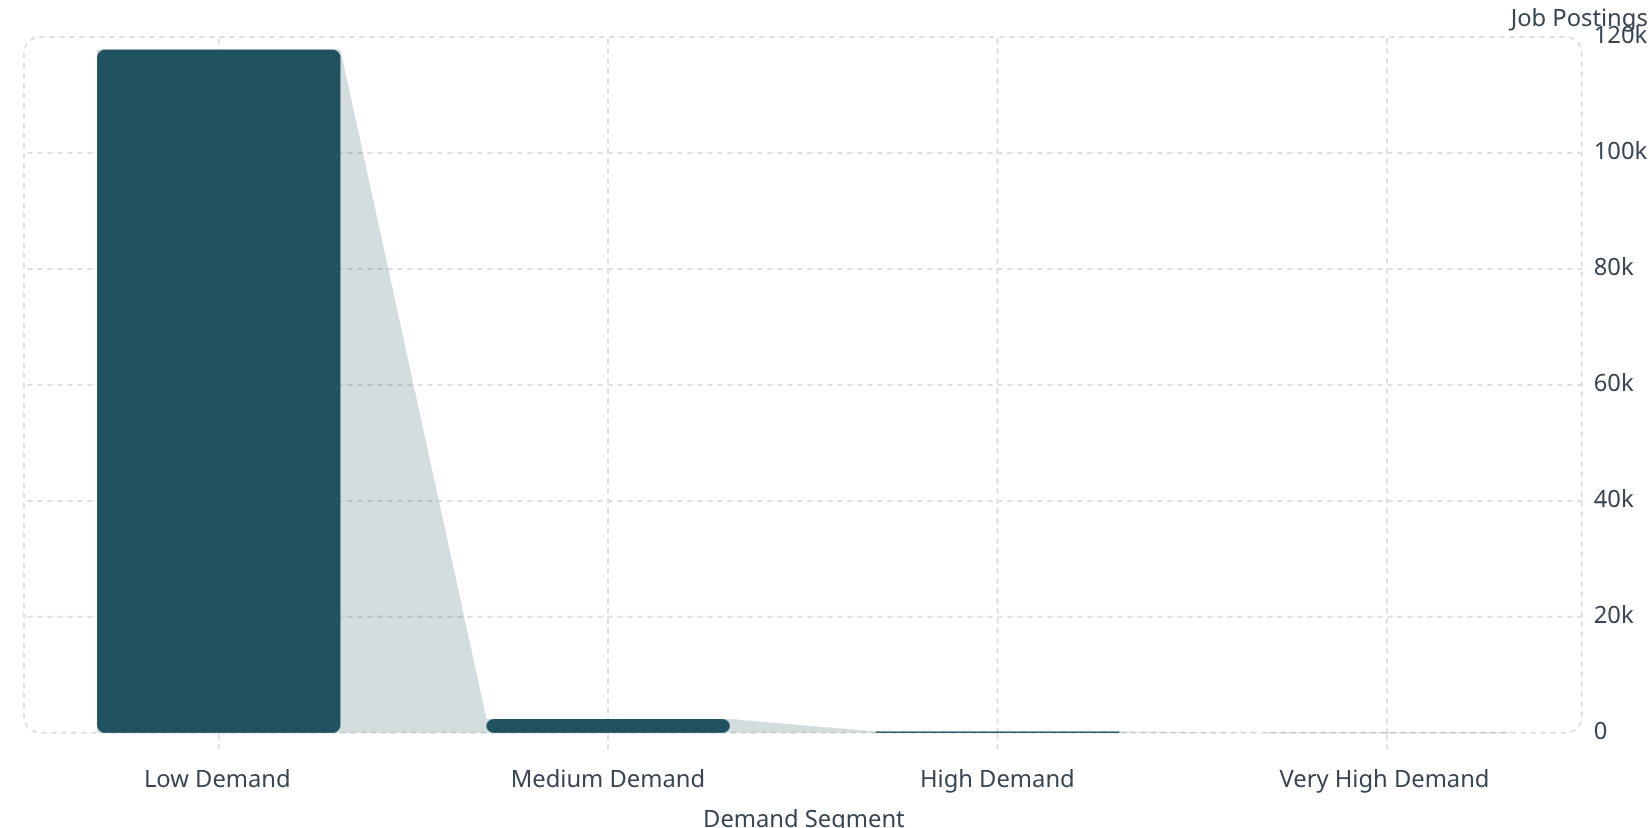 Job Postings
120k
100k
80k
60k
40k
20k
0
Low Demand Medium Demand High Demand Very High Demand
Demand Segment